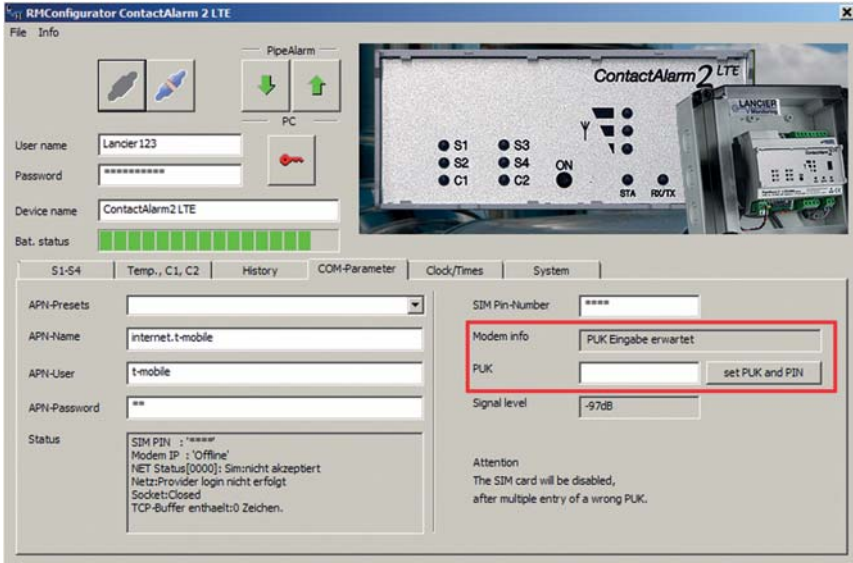 RMConfigurator ContactAlarm 2 LTE
File Info
PipeAlarm
PC
User name Lancier123
Password **********
Device name ContactAlarm2 LTE
Bat. status
ContactAlarm 2 LTE
S1 S3
S2 S4
C1 C2
ON
STA RX/TX
LANCIER
Monitoring
S1-S4 Temp., C1, C2 History COM-Parameter Clock/Times System
APN-Presets
APN-Name internet.t-mobile
APN-User t-mobile
APN-Password **
Status
SIM PIN : '****'
Modem IP : 'Offline'
NET Status[0000]: Sim:nicht akzeptiert
Netz:Provider login nicht erfolgt
Socket:Closed
TCP-Buffer enthaelt:0 Zeichen.
SIM Pin-Number ****
Modem info PUK Eingabe erwartet
PUK set PUK and PIN
Signal level -97dB
Attention
The SIM card will be disabled,
after multiple entry of a wrong PUK.